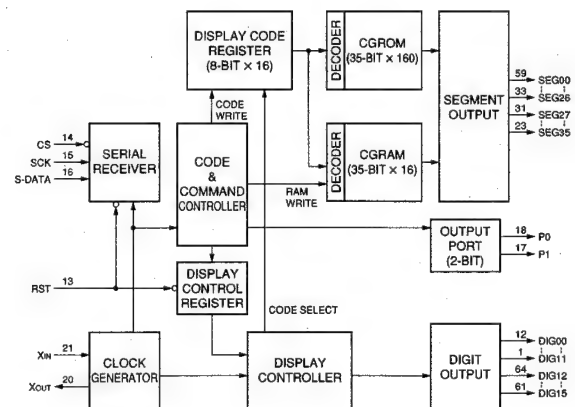 DISPLAY CODE
REGISTER
(8-BIT × 16)
DECODER
CGROM
(35-BIT × 160)
SEGMENT
OUTPUT
59 SEG00
33 SEG26
31 SEG27
23 SEG35
CODE
WRITE
CS 14
SCK 15
S-DATA 16
SERIAL
RECEIVER
CODE
&
COMMAND
CONTROLLER
RAM
WRITE
DECODER
CGRAM
(35-BIT × 16)
OUTPUT
PORT
(2-BIT)
18 P0
17 P1
RST 13
DISPLAY
CONTROL
REGISTER
CODE SELECT
XIN 21
XOUT 20
CLOCK
GENERATOR
DISPLAY
CONTROLLER
DIGIT
OUTPUT
12 DIG00
1 DIG11
64 DIG12
61 DIG15